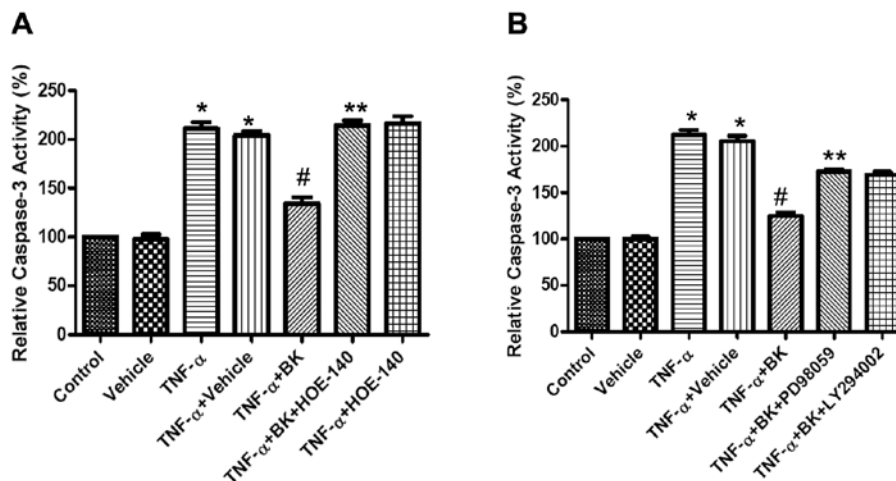 A
Relative Caspase-3 Activity (%)
250
200
150
100
50
0
*
*
#
**
Control
Vehicle
TNF-α
TNF-α+Vehicle
TNF-α+BK
TNF-α+BK+HOE-140
TNF-α+HOE-140
B
Relative Caspase-3 Activity (%)
250
200
150
100
50
0
*
*
#
**
Control
Vehicle
TNF-α
TNF-α+Vehicle
TNF-α+BK
TNF-α+BK+PD98059
TNF-α+BK+LY294002